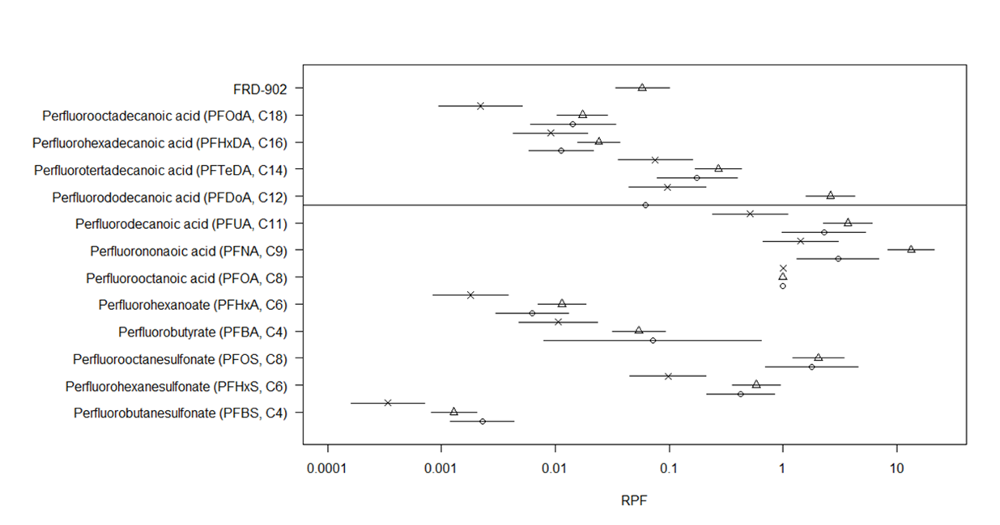 FRD-902
Perfluorooctadecanoic acid (PFOdA, C18)
Perfluorohexadecanoic acid (PFHxDA, C16)
Perfluorotertadecanoic acid (PFTeDA, C14)
Perfluorododecanoic acid (PFDoA, C12)
Perfluorodecanoic acid (PFUA, C11)
Perfluorononaoic acid (PFNA, C9)
Perfluorooctanoic acid (PFOA, C8)
Perfluorohexanoate (PFHxA, C6)
Perfluorobutyrate (PFBA, C4)
Perfluorooctanesulfonate (PFOS, C8)
Perfluorohexanesulfonate (PFHxS, C6)
Perfluorobutanesulfonate (PFBS, C4)
0.0001 0.001 0.01 0.1 1 10
RPF